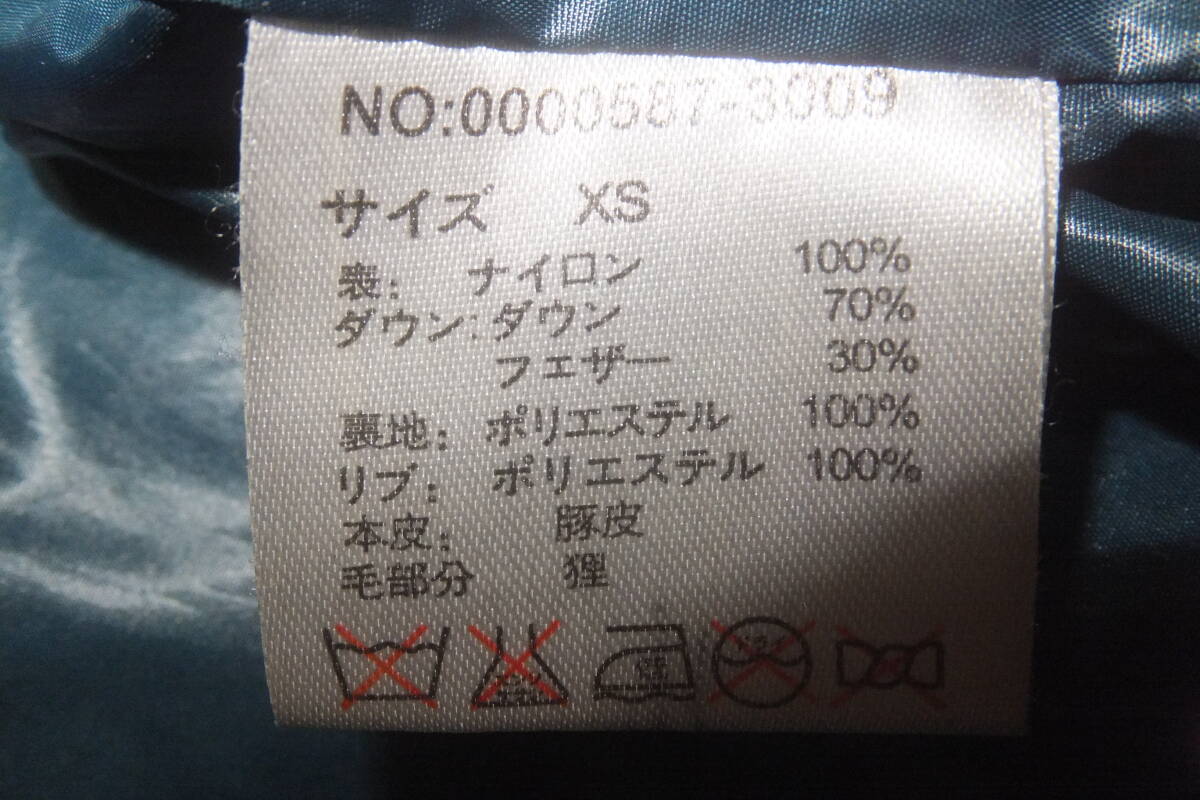 NO:0000587-3009
サイズ XS
表: ナイロン 100%
ダウン:ダウン 70%
フェザー 30%
裏地: ポリエステル 100%
リブ: ポリエステル 100%
本皮: 豚皮
毛部分 狸